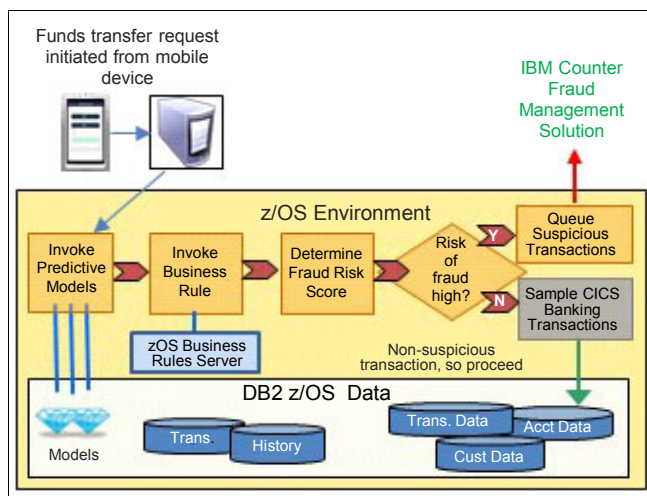 Funds transfer request
initiated from mobile
device
IBM Counter
Fraud
Management
Solution
z/OS Environment
Invoke
Predictive
Models
Invoke
Business
Rule
Determine
Fraud Risk
Score
Risk
of
fraud
high?
Y
N
Queue
Suspicious
Transactions
Sample CICS
Banking
Transactions
zOS Business
Rules Server
Non-suspicious
transaction, so proceed
DB2 z/OS Data
Models
Trans.
History
Trans. Data
Acct Data
Cust Data